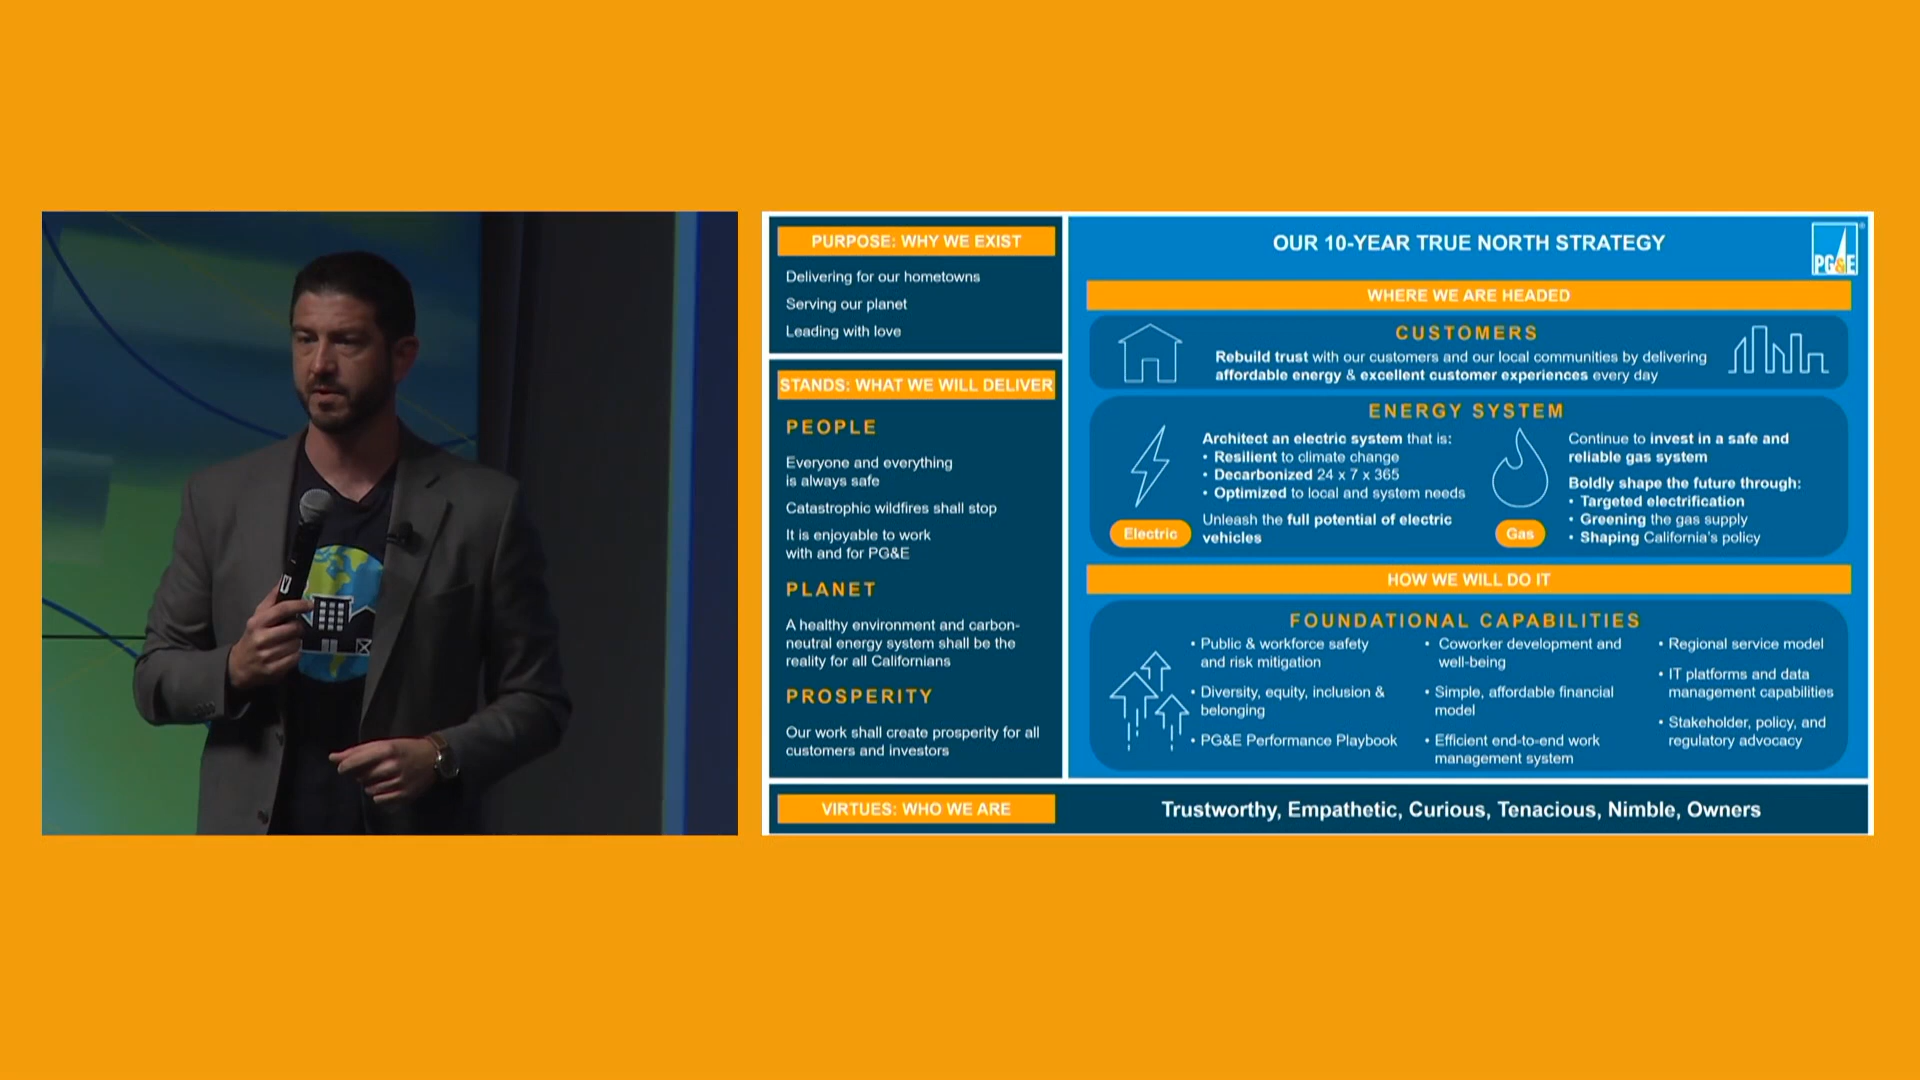 PURPOSE: WHY WE EXIST
Delivering for our hometowns
Serving our planet
Leading with love
STANDS: WHAT WE WILL DELIVER
PEOPLE
Everyone and everything
is always safe
Catastrophic wildfires shall stop
It is enjoyable to work
with and for PG&E
PLANET
A healthy environment and carbon-
neutral energy system shall be the
reality for all Californians
PROSPERITY
Our work shall create prosperity for all
customers and investors
OUR 10-YEAR TRUE NORTH STRATEGY
PG&E
WHERE WE ARE HEADED
CUSTOMERS
Rebuild trust with our customers and our local communities by delivering
affordable energy & excellent customer experiences every day
ENERGY SYSTEM
Architect an electric system that is:
• Resilient to climate change
• Decarbonized 24 x 7 x 365
• Optimized to local and system needs
Unleash the full potential of electric
vehicles
Electric
Continue to invest in a safe and
reliable gas system
Boldly shape the future through:
• Targeted electrification
• Greening the gas supply
• Shaping California's policy
Gas
HOW WE WILL DO IT
FOUNDATIONAL CAPABILITIES
• Public & workforce safety
and risk mitigation
• Diversity, equity, inclusion &
belonging
• PG&E Performance Playbook
• Coworker development and
well-being
• Simple, affordable financial
model
• Efficient end-to-end work
management system
• Regional service model
• IT platforms and data
management capabilities
• Stakeholder, policy, and
regulatory advocacy
VIRTUES: WHO WE ARE
Trustworthy, Empathetic, Curious, Tenacious, Nimble, Owners